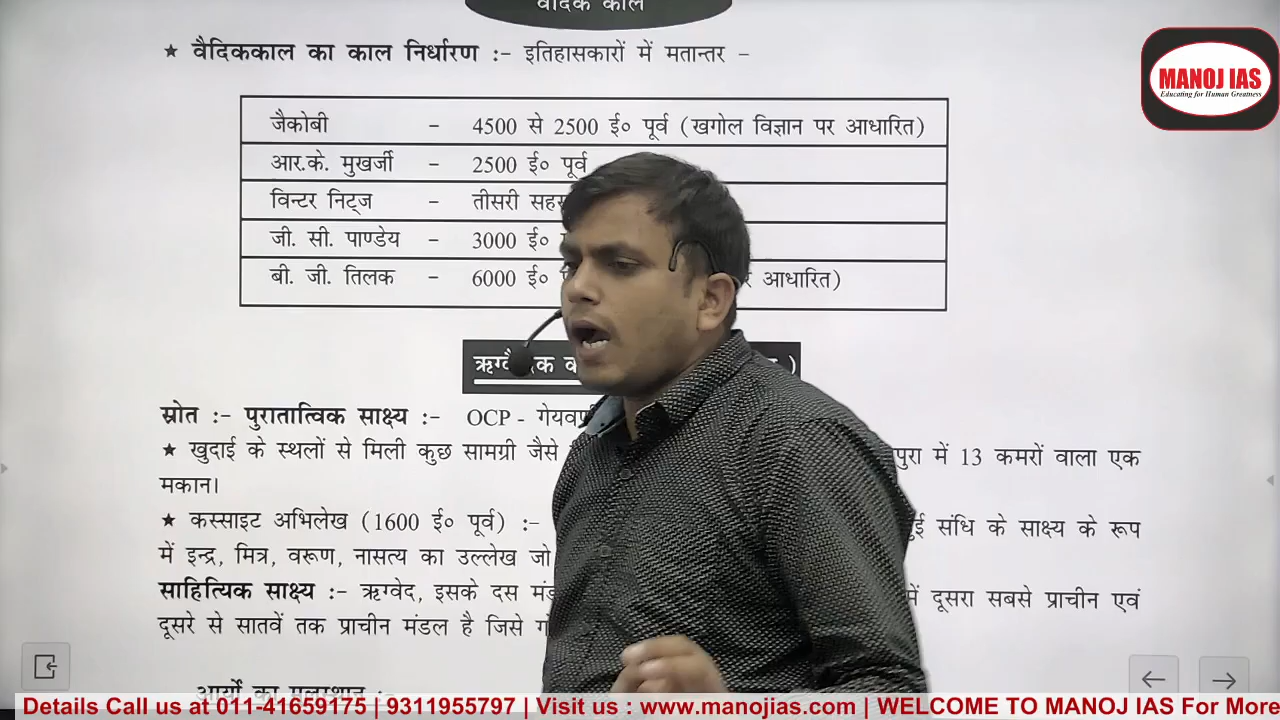 वैदिक काल
MANOJ IAS
Educating for Human Greatness
★ वैदिककाल का काल निर्धारण :- इतिहासकारों में मतान्तर -
जैकोबी - 4500 से 2500 ई० पूर्व (खगोल विज्ञान पर आधारित)
आर.के. मुखर्जी - 2500 ई० पूर्व
विन्टर निट्ज - तीसरी
जी. सी. पाण्डेय - 3000 ई०
बी. जी. तिलक - 6000 ई० आधारित)
स्रोत :- पुरातात्विक साक्ष्य :- OCP -
★ खुदाई के स्थलों से मिली कुछ सामग्री जैसे में 13 कमरों वाला एक
मकान।
★ कस्साइट अभिलेख (1600 ई० पूर्व) :- संधि के साक्ष्य के रूप
में इन्द्र, मित्र, वरूण, नासत्य का उल्लेख जो
साहित्यिक साक्ष्य :- ऋग्वेद, इसके दस में दूसरा सबसे प्राचीन एवं
दूसरे से सातवें तक प्राचीन मंडल है जिसे
आर्यों का मूलस्थान :-
Details Call us at 011-41659175 | 9311955797 | Visit us : www.manojias.com | WELCOME TO MANOJ IAS For More